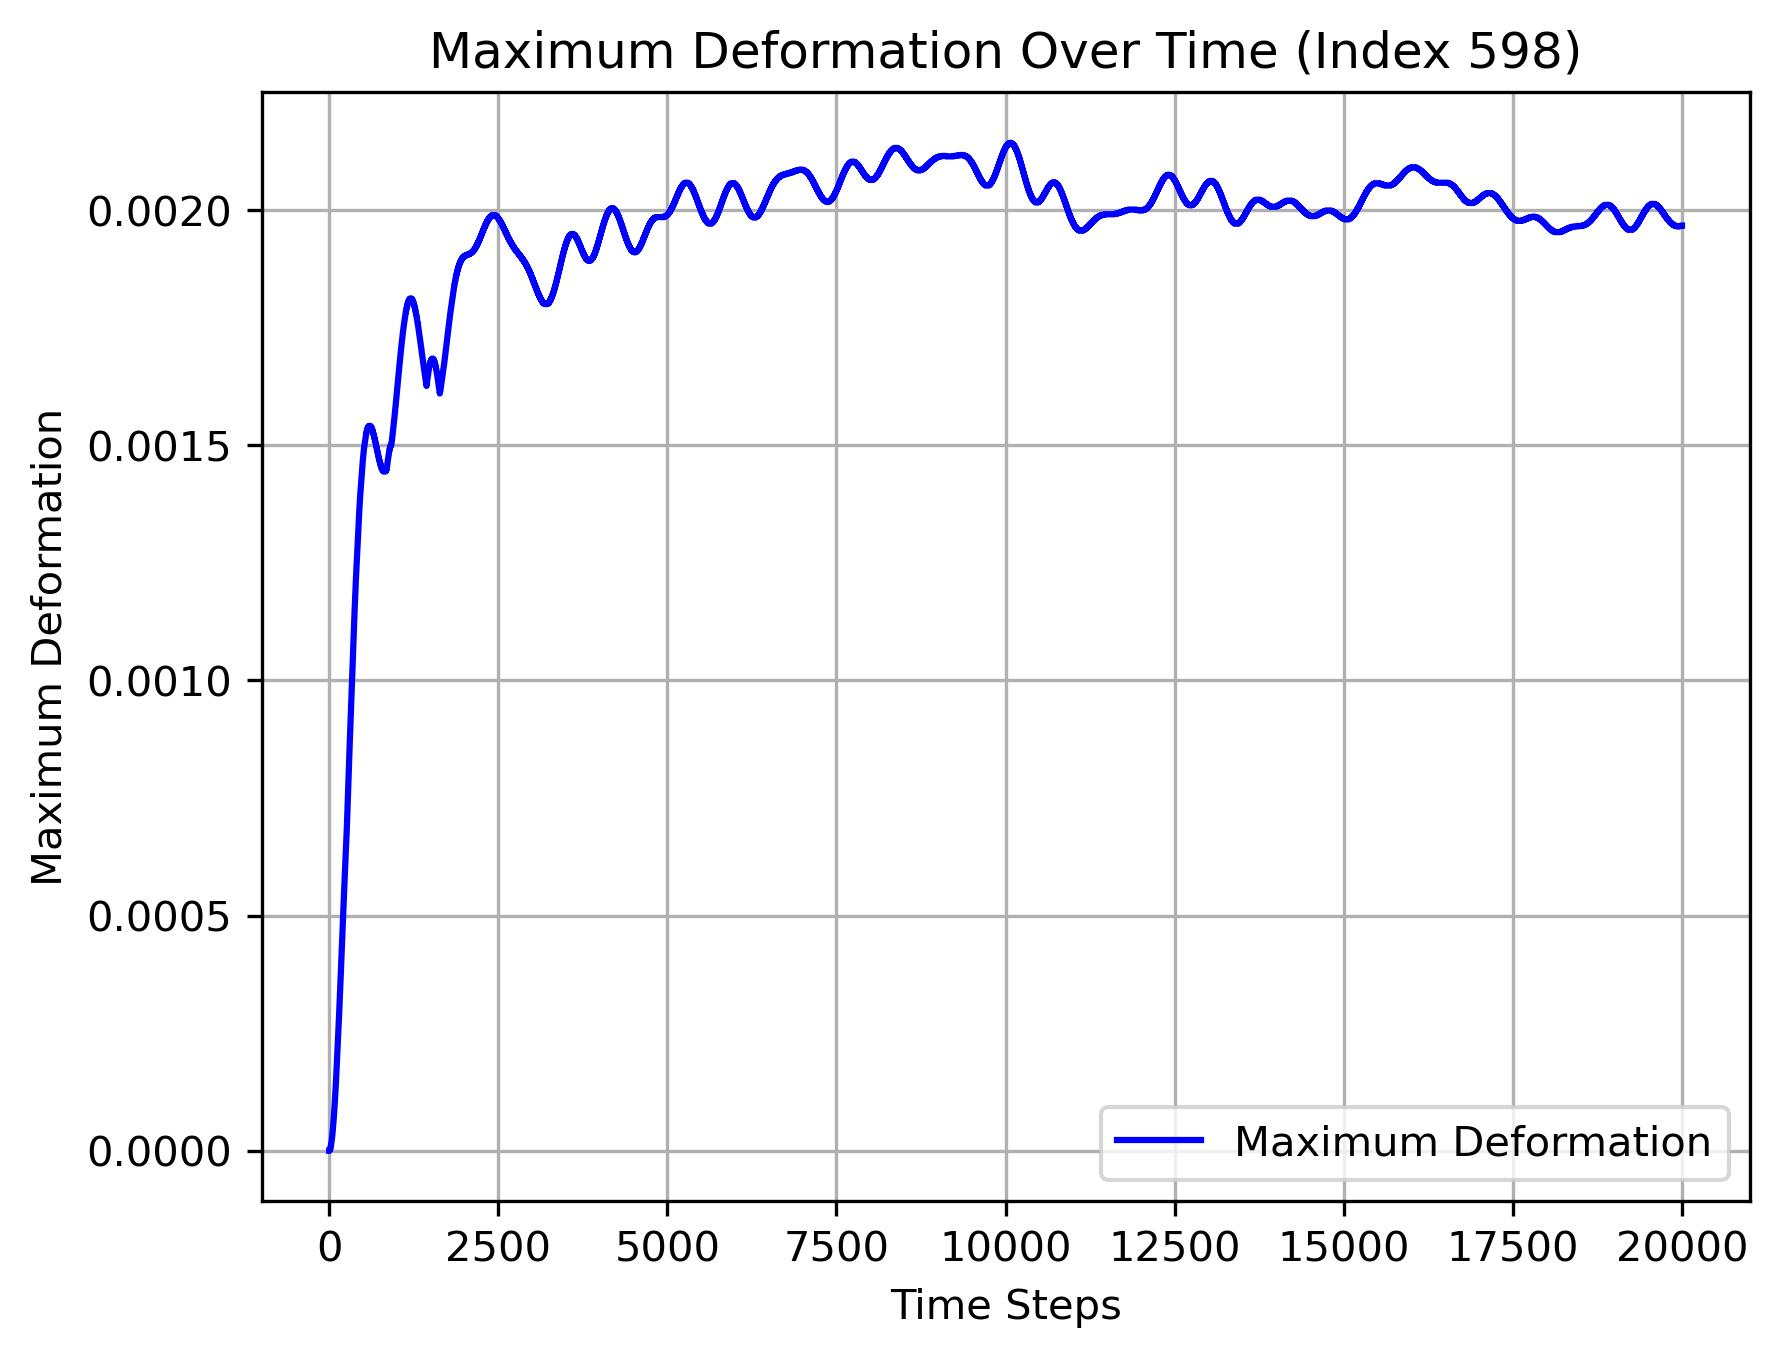 Maximum Deformation Over Time (Index 598)
Maximum Deformation
0.0020
0.0015
0.0010
0.0005
0.0000
Maximum Deformation
0 2500 5000 7500 10000 12500 15000 17500 20000
Time Steps